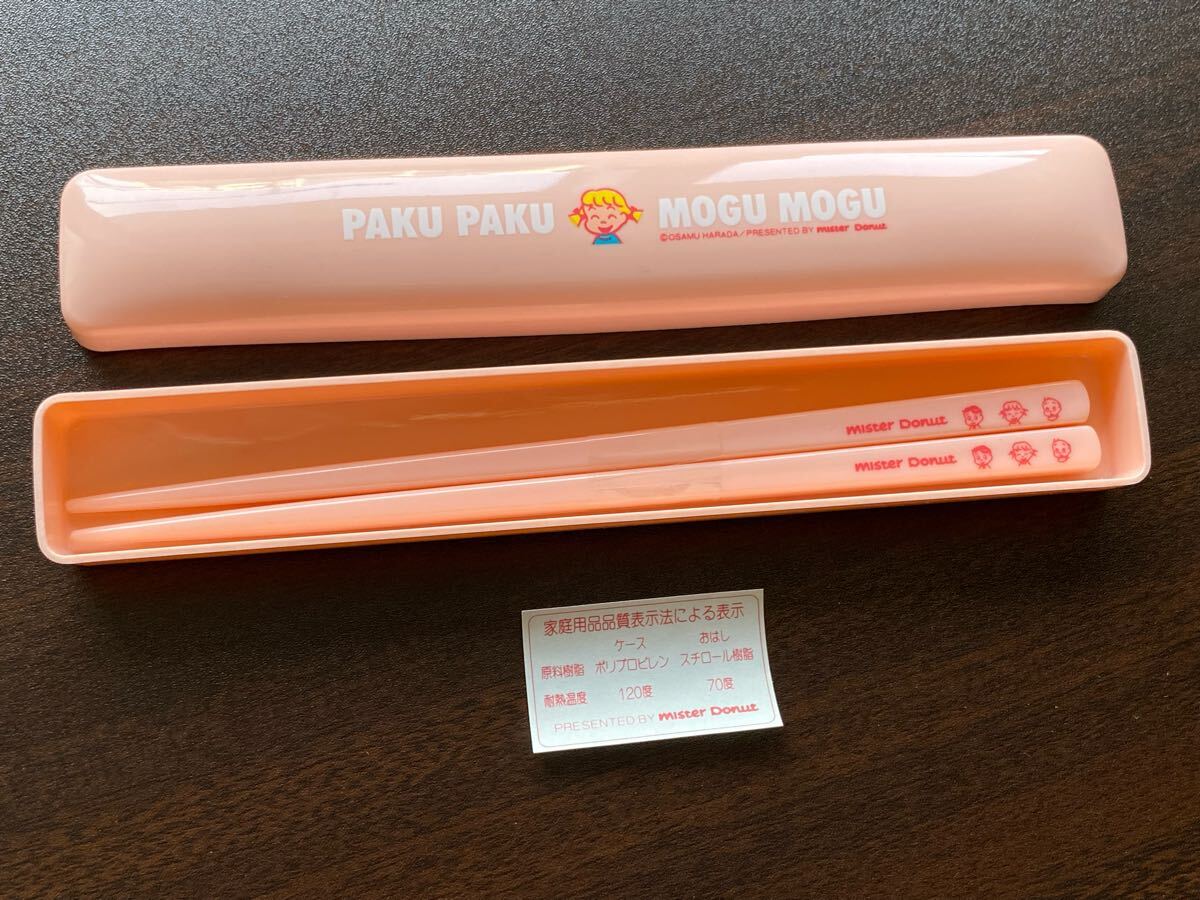 PAKU PAKU MOGU MOGU
©OSAMU HARADA/PRESENTED BY mister Donut
mister Donut
mister Donut
家庭用品品質表示法による表示
ケース おはし
原料樹脂 ポリプロピレン スチロール樹脂
耐熱温度 120度 70度
PRESENTED BY mister Donut